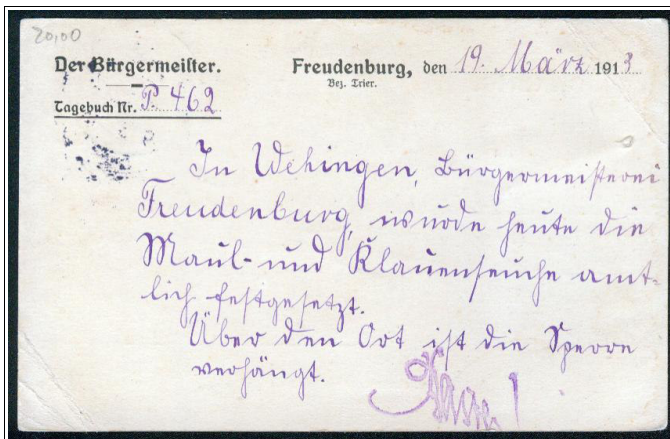 20,00
Der Bürgermeister.
Freudenburg, den 19. März 1913
Bez. Trier.
Tagebuch Nr. P. 462
In Wehingen, Bürgermeisterei
Freudenburg, wurde heute die
Maul- und Klauenseuche amt-
lich festgesetzt.
Über den Ort ist die Sperre
verhängt.